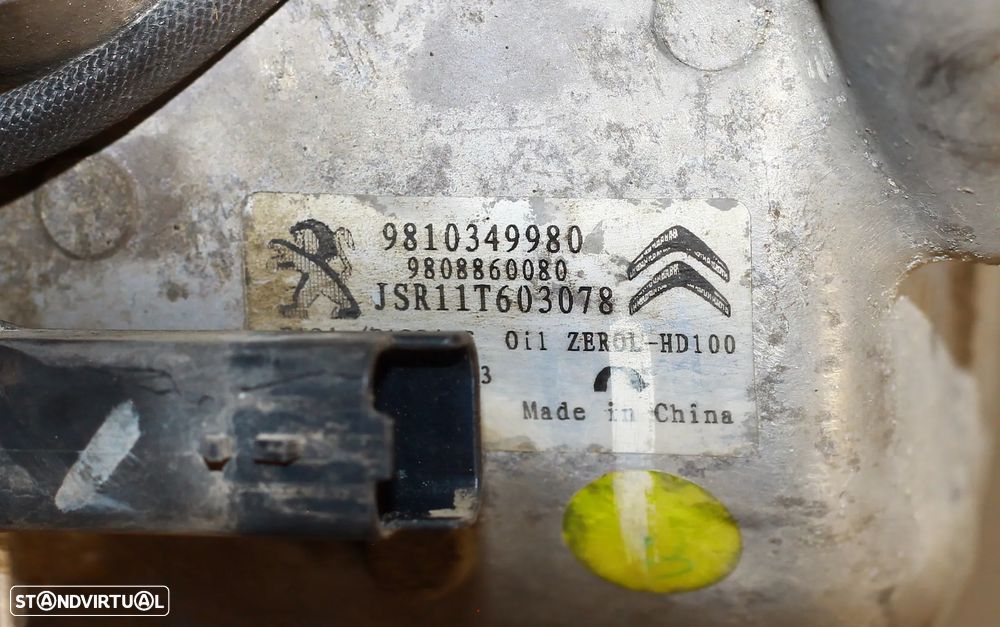 9810349980
9808860080
JSR11T603078
Oil ZEROL-HD100
3
Made in China
STANDVIRTUAL